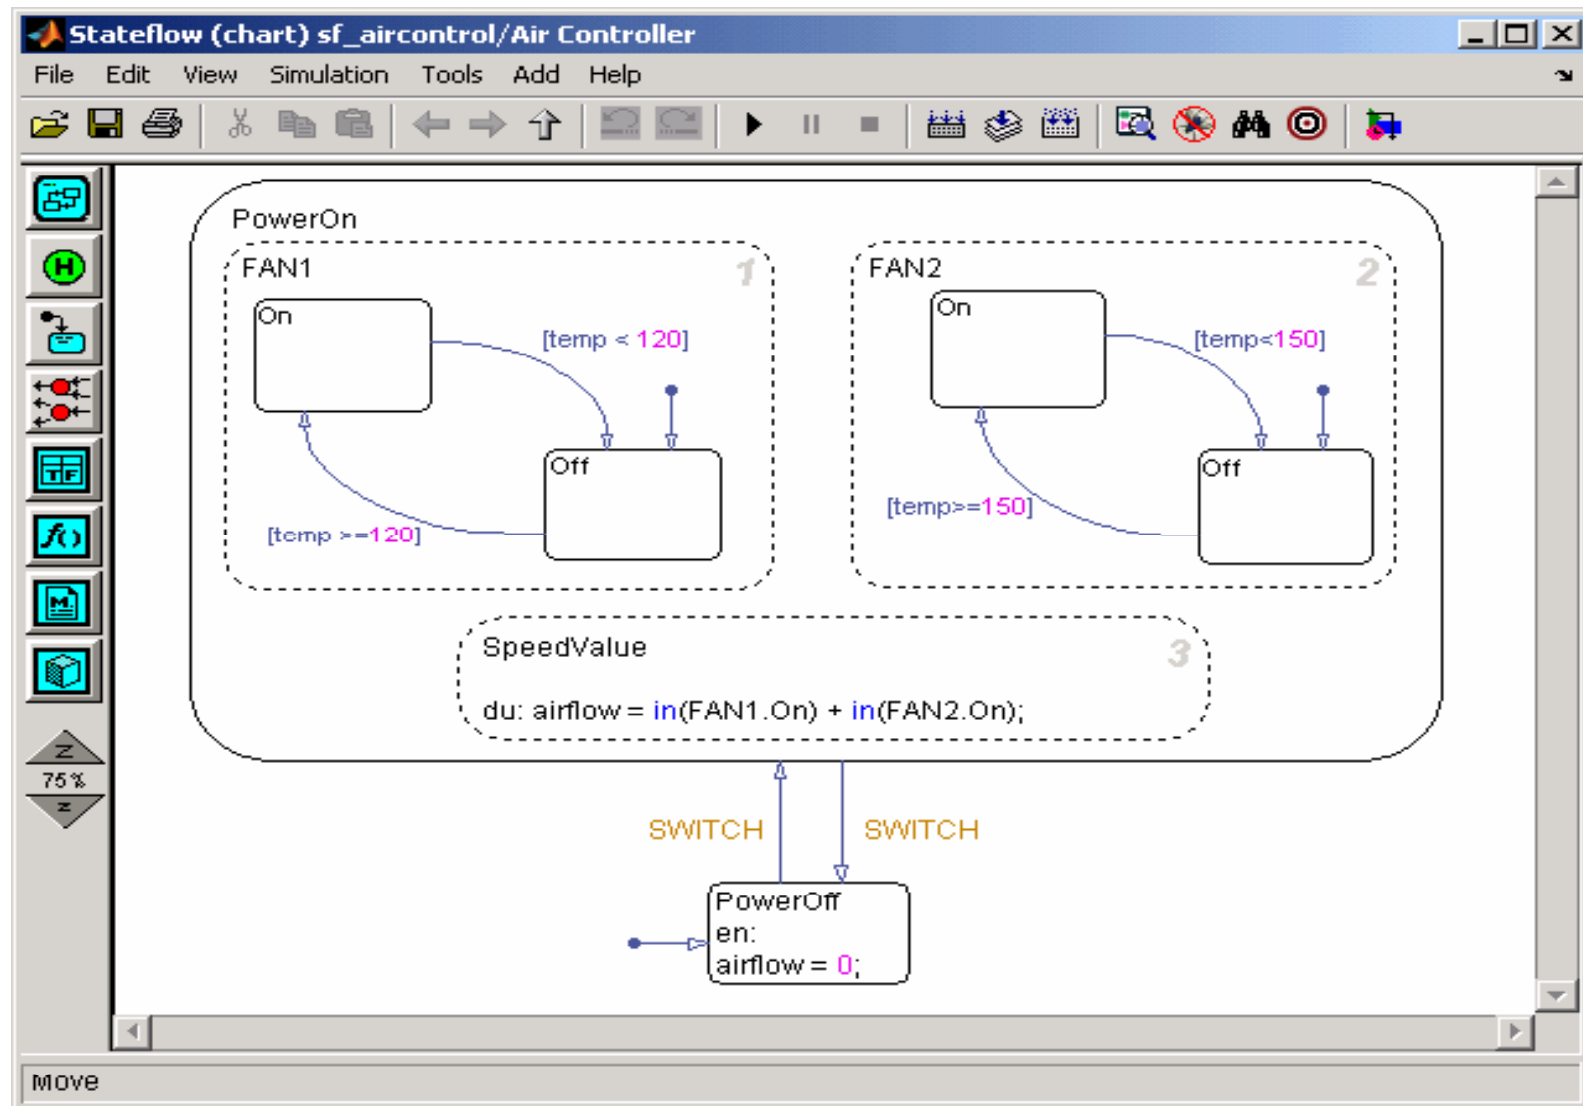 Stateflow (chart) sf_aircontrol/Air Controller
File Edit View Simulation Tools Add Help
PowerOn
FAN1 1
On
[temp < 120]
Off
[temp >=120]
FAN2 2
On
[temp<150]
Off
[temp>=150]
SpeedValue 3
du: airflow = in(FAN1.On) + in(FAN2.On);
SWITCH SWITCH
PowerOff
en:
airflow = 0;
H
TF
f()
M
Z
75%
z
Move